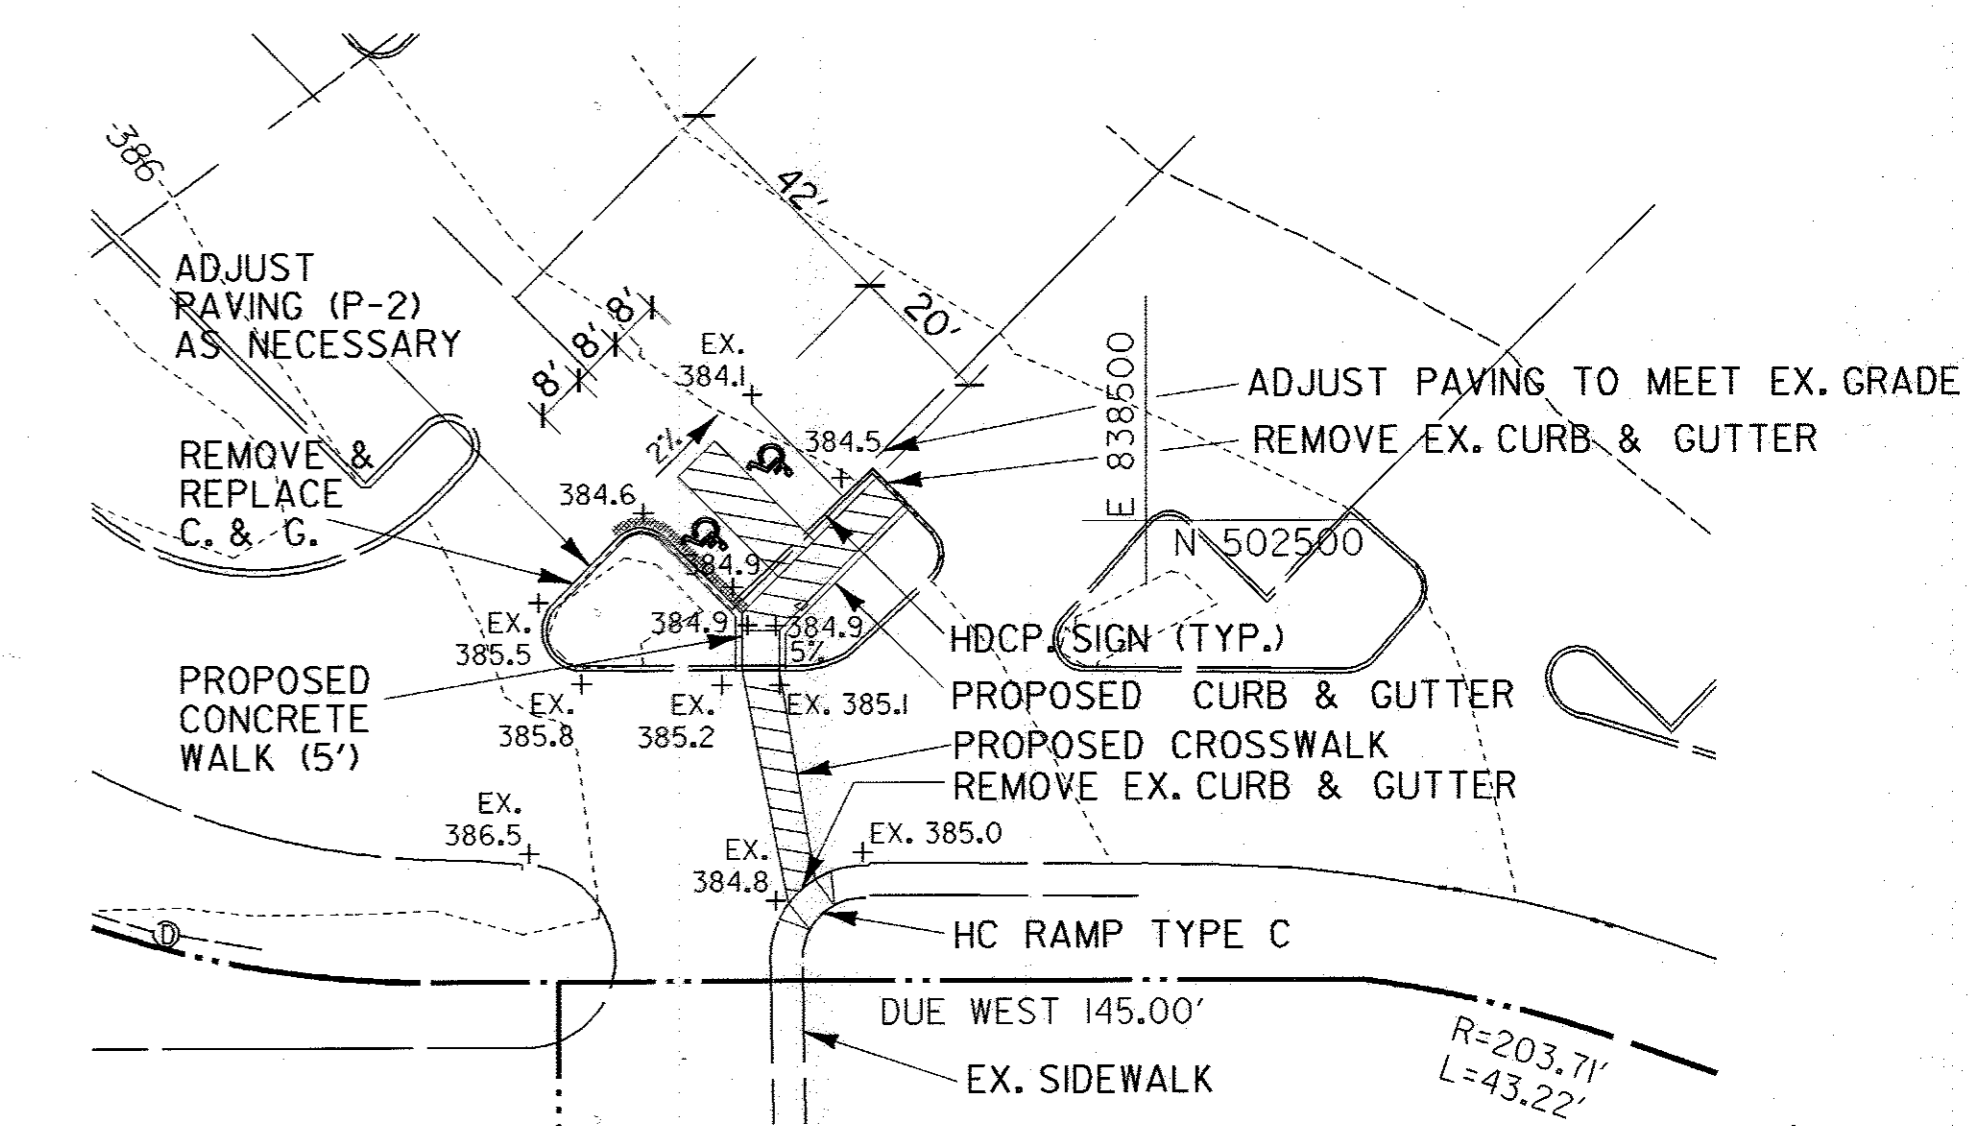 386
42'
ADJUST
PAVING (P-2)
AS NECESSARY
8'
8'
8'
20'
EX.
384.1
2%
384.5
E 838500
ADJUST PAVING TO MEET EX. GRADE
REMOVE EX. CURB & GUTTER
REMOVE &
REPLACE
C. & G.
384.6
384.9
N 502500
EX.
385.5
384.9
384.9
5%
HDCP. SIGN (TYP.)
PROPOSED
CONCRETE
WALK (5')
EX.
385.8
EX.
385.2
EX. 385.1
PROPOSED CURB & GUTTER
PROPOSED CROSSWALK
REMOVE EX. CURB & GUTTER
EX.
386.5
EX.
384.8
EX. 385.0
D
HC RAMP TYPE C
DUE WEST 145.00'
R=203.71'
L=43.22'
EX. SIDEWALK